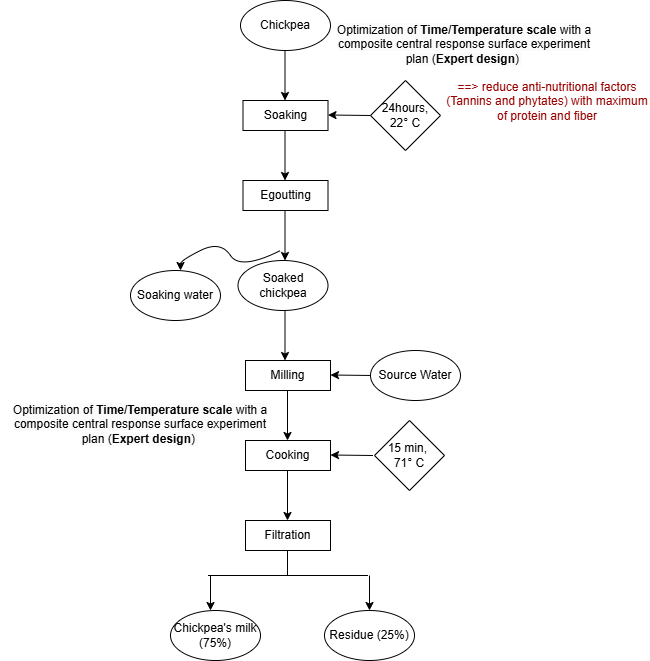 Chickpea
Optimization of Time/Temperature scale with a
composite central response surface experiment
plan (Expert design)
==> reduce anti-nutritional factors
(Tannins and phytates) with maximum
of protein and fiber
Soaking
24hours,
22° C
Egoutting
Soaking water
Soaked
chickpea
Milling
Source Water
Optimization of Time/Temperature scale with a
composite central response surface experiment
plan (Expert design)
Cooking
15 min,
71° C
Filtration
Chickpea's milk
(75%)
Residue (25%)